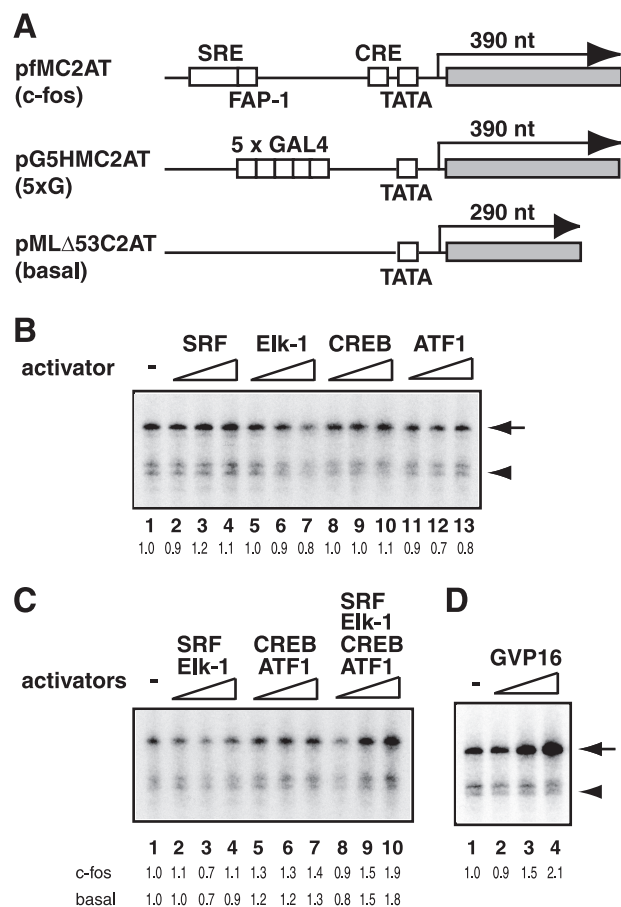 A
pfMC2AT
(c-fos)
SRE
FAP-1
CRE
TATA
390 nt
pG5HMC2AT
(5xG)
5 x GAL4
TATA
390 nt
pMLΔ53C2AT
(basal)
TATA
290 nt
B
activator
-
SRF
Elk-1
CREB
ATF1
1 2 3 4 5 6 7 8 9 10 11 12 13
1.0 0.9 1.2 1.1 1.0 0.9 0.8 1.0 1.0 1.1 0.9 0.7 0.8
C
activators
-
SRF
Elk-1
CREB
ATF1
SRF
Elk-1
CREB
ATF1
1 2 3 4 5 6 7 8 9 10
c-fos 1.0 1.1 0.7 1.1 1.3 1.3 1.4 0.9 1.5 1.9
basal 1.0 1.0 0.7 0.9 1.2 1.2 1.3 0.8 1.5 1.8
D
-
GVP16
1 2 3 4
1.0 0.9 1.5 2.1